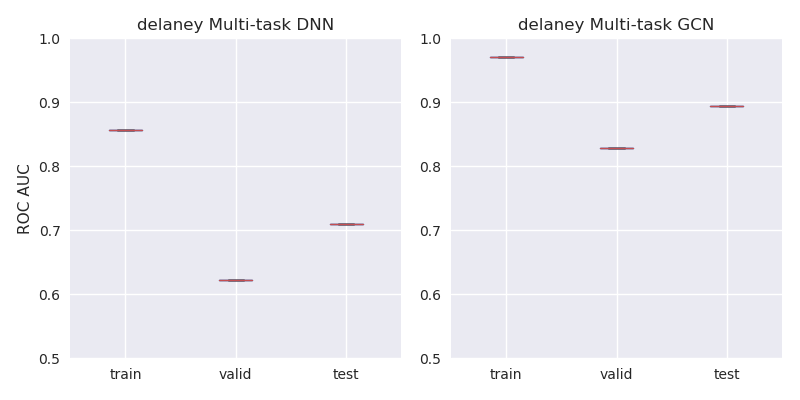 delaney Multi-task DNN
delaney Multi-task GCN
ROC AUC
1.0
0.9
0.8
0.7
0.6
0.5
train valid test
1.0
0.9
0.8
0.7
0.6
0.5
train valid test